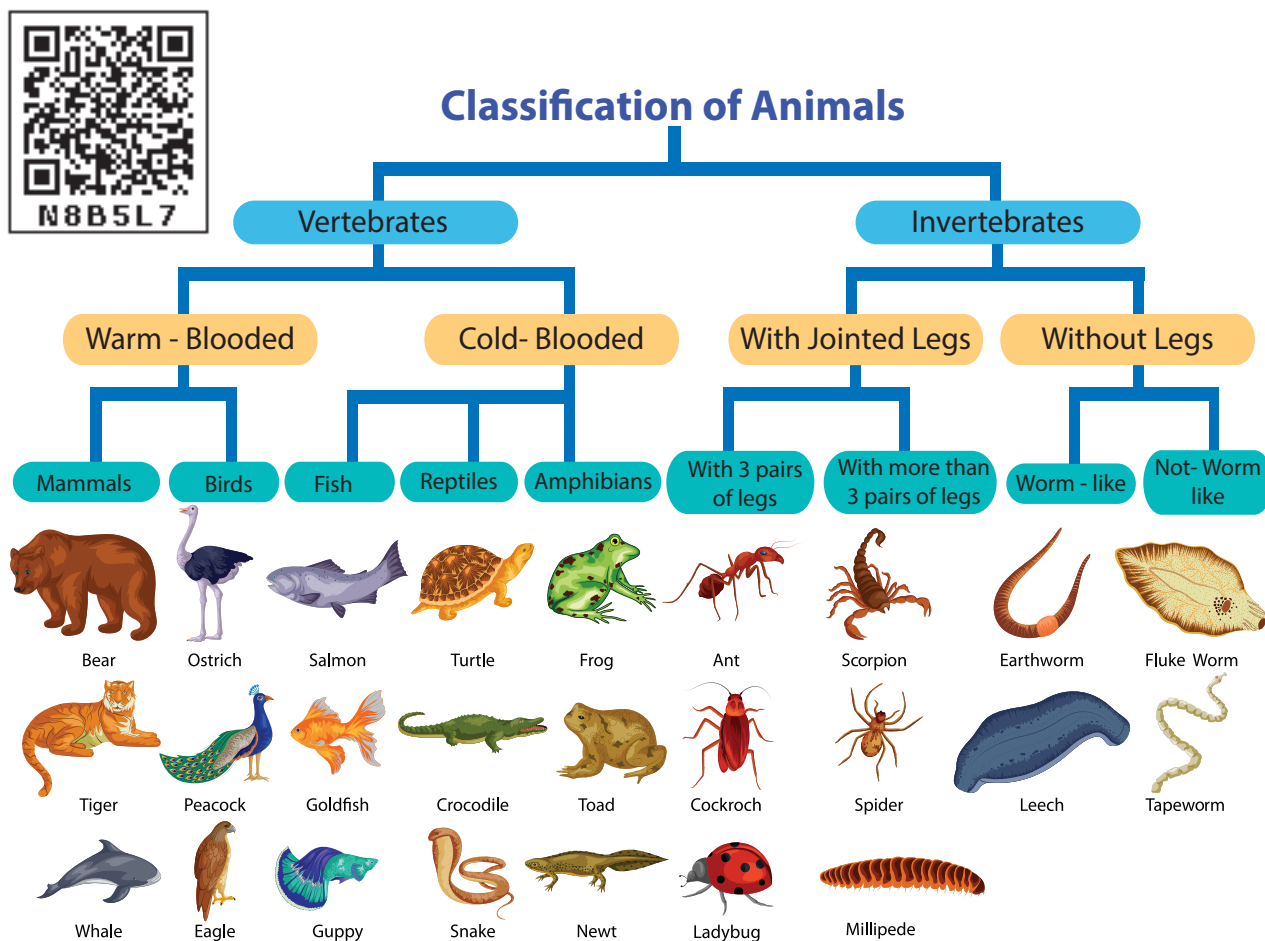 N8B5L7
Classification of Animals
Vertebrates
Invertebrates
Warm - Blooded
Cold- Blooded
With Jointed Legs
Without Legs
Mammals
Birds
Fish
Reptiles
Amphibians
With 3 pairs
of legs
With more than
3 pairs of legs
Worm - like
Not- Worm
like
Bear
Ostrich
Salmon
Turtle
Frog
Ant
Scorpion
Earthworm
Fluke Worm
Tiger
Peacock
Goldfish
Crocodile
Toad
Cockroch
Spider
Leech
Tapeworm
Whale
Eagle
Guppy
Snake
Newt
Ladybug
Millipede